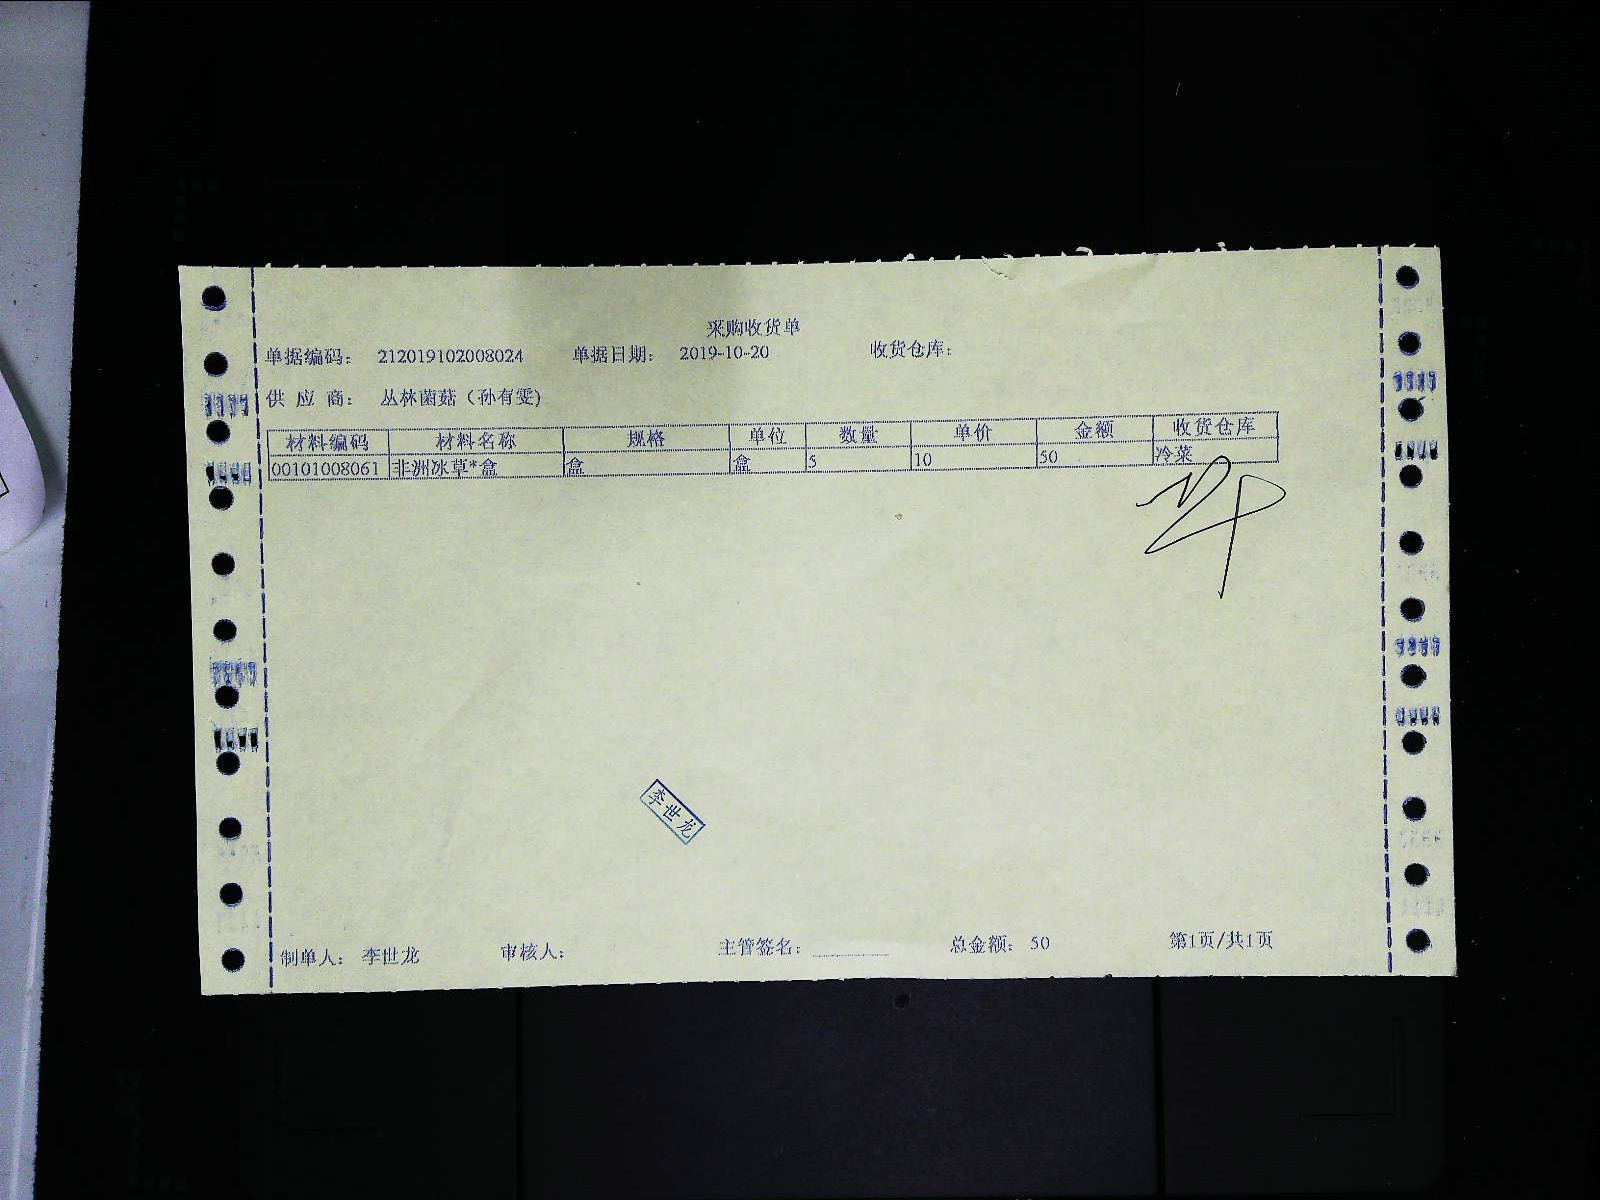 采购收货单
单据编码： 212019102008024 单据日期： 2019-10-20 收货仓库：
供 应 商： 丛林菌菇（孙有雯)
材料编码 材料名称 规格 单位 数量 单价 金额 收货仓库
00101008061 非洲冰草*盒 盒 盒 5 10 50 冷菜
李世龙
制单人： 李世龙 审核人： 主管签名： 总金额： 50 第1页/共1页